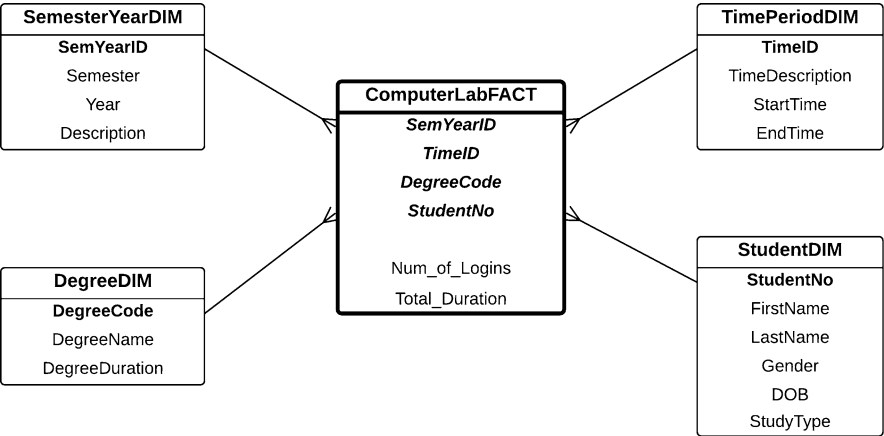 SemesterYearDIM
SemYearID
Semester
Year
Description
ComputerLabFACT
SemYearID
TimeID
DegreeCode
StudentNo
Num_of_Logins
Total_Duration
TimePeriodDIM
TimeID
TimeDescription
StartTime
EndTime
DegreeDIM
DegreeCode
DegreeName
DegreeDuration
StudentDIM
StudentNo
FirstName
LastName
Gender
DOB
StudyType